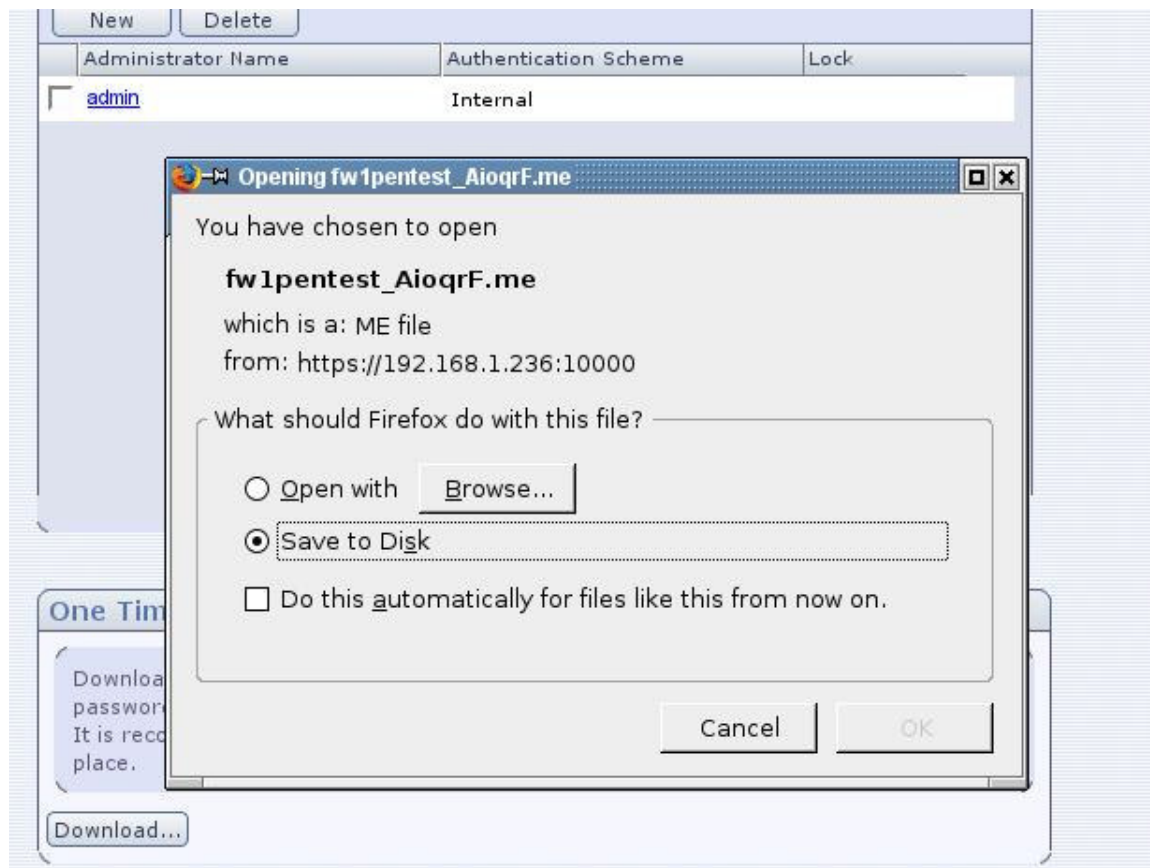 New Delete
Administrator Name Authentication Scheme Lock
admin Internal
Opening fw1pentest_AioqrF.me
You have chosen to open
fw1pentest_AioqrF.me
which is a: ME file
from: https://192.168.1.236:10000
What should Firefox do with this file?
Open with Browse...
Save to Disk
Do this automatically for files like this from now on.
Cancel OK
One Tim
Downloa
passwor
It is reco
place.
Download...